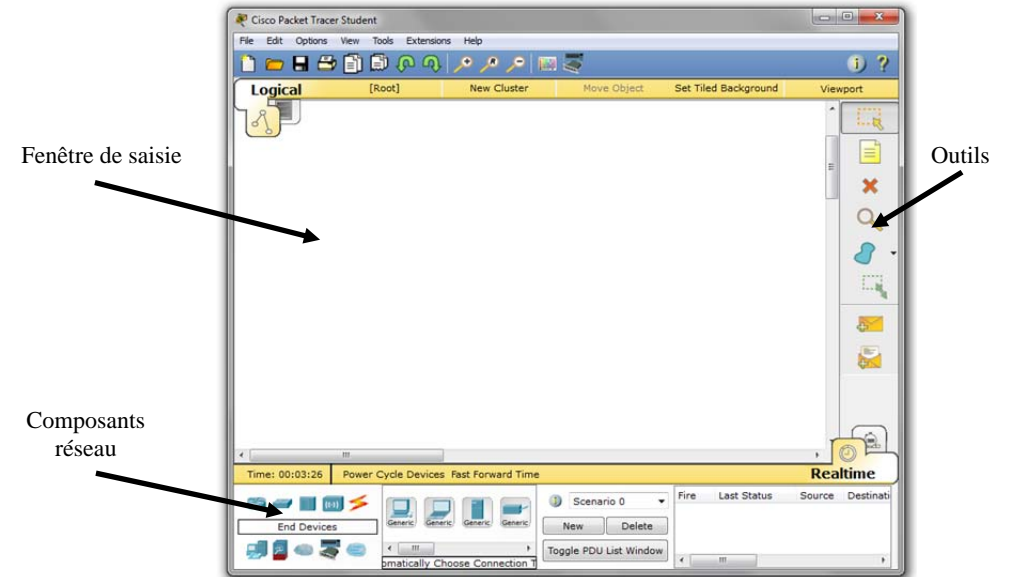 Cisco Packet Tracer Student
File Edit Options View Tools Extensions Help
i ?
Logical [Root] New Cluster Move Object Set Tiled Background Viewport
Fenêtre de saisie
Outils
Composants
réseau
Time: 00:03:26 Power Cycle Devices Fast Forward Time Realtime
End Devices
Generic Generic Generic Generic
Scenario 0
New Delete
Toggle PDU List Window
Fire Last Status Source Destinati
omatically Choose Connection T